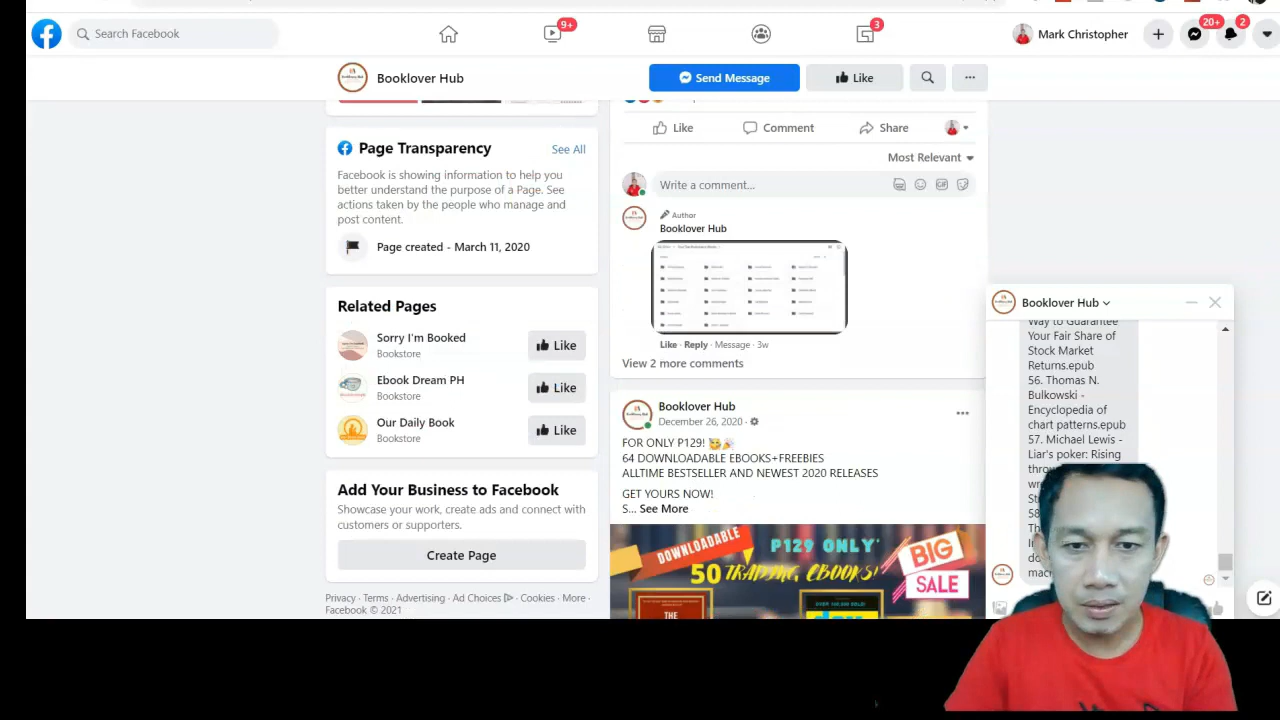 Search Facebook
9+
3
Mark Christopher
20+
2
Booklover Hub
Send Message
Like
Page Transparency
See All
Facebook is showing information to help you
better understand the purpose of a Page. See
actions taken by the people who manage and
post content.
Page created - March 11, 2020
Related Pages
Sorry I'm Booked
Bookstore
Like
Ebook Dream PH
Bookstore
Like
Our Daily Book
Bookstore
Like
Add Your Business to Facebook
Showcase your work, create ads and connect with
customers or supporters.
Create Page
Privacy · Terms · Advertising · Ad Choices · Cookies · More ·
Facebook © 2021
Like
Comment
Share
Most Relevant
Write a comment...
Author
Booklover Hub
Like · Reply · Message · 3w
View 2 more comments
Booklover Hub
December 26, 2020 ·
FOR ONLY P129!
64 DOWNLOADABLE EBOOKS+FREEBIES
ALLTIME BESTSELLER AND NEWEST 2020 RELEASES
GET YOURS NOW!
S... See More
DOWNLOADABLE
P129 ONLY
50 TRADING EBOOKS!
BIG
SALE
THE
Booklover Hub
Way to Guarantee
Your Fair Share of
Stock Market
Returns.epub
56. Thomas N.
Bulkowski -
Encyclopedia of
chart patterns.epub
57. Michael Lewis -
Liar's poker: Rising